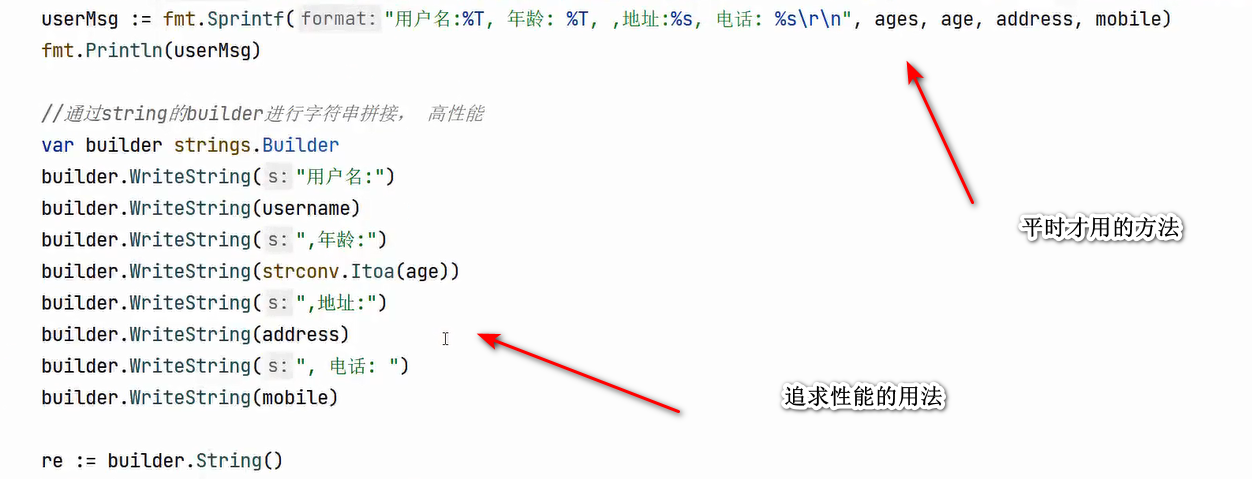 userMsg := fmt.Sprintf( format: "用户名:%T, 年龄: %T, ,地址:%s, 电话: %s\r\n", ages, age, address, mobile)
fmt.Println(userMsg)
//通过string的builder进行字符串拼接， 高性能
var builder strings.Builder
builder.WriteString( s: "用户名:")
builder.WriteString(username)
builder.WriteString( s: ",年龄:")
builder.WriteString(strconv.Itoa(age))
builder.WriteString( s: ",地址:")
builder.WriteString(address)
builder.WriteString( s: ", 电话: ")
builder.WriteString(mobile)
re := builder.String()
平时才用的方法
追求性能的用法